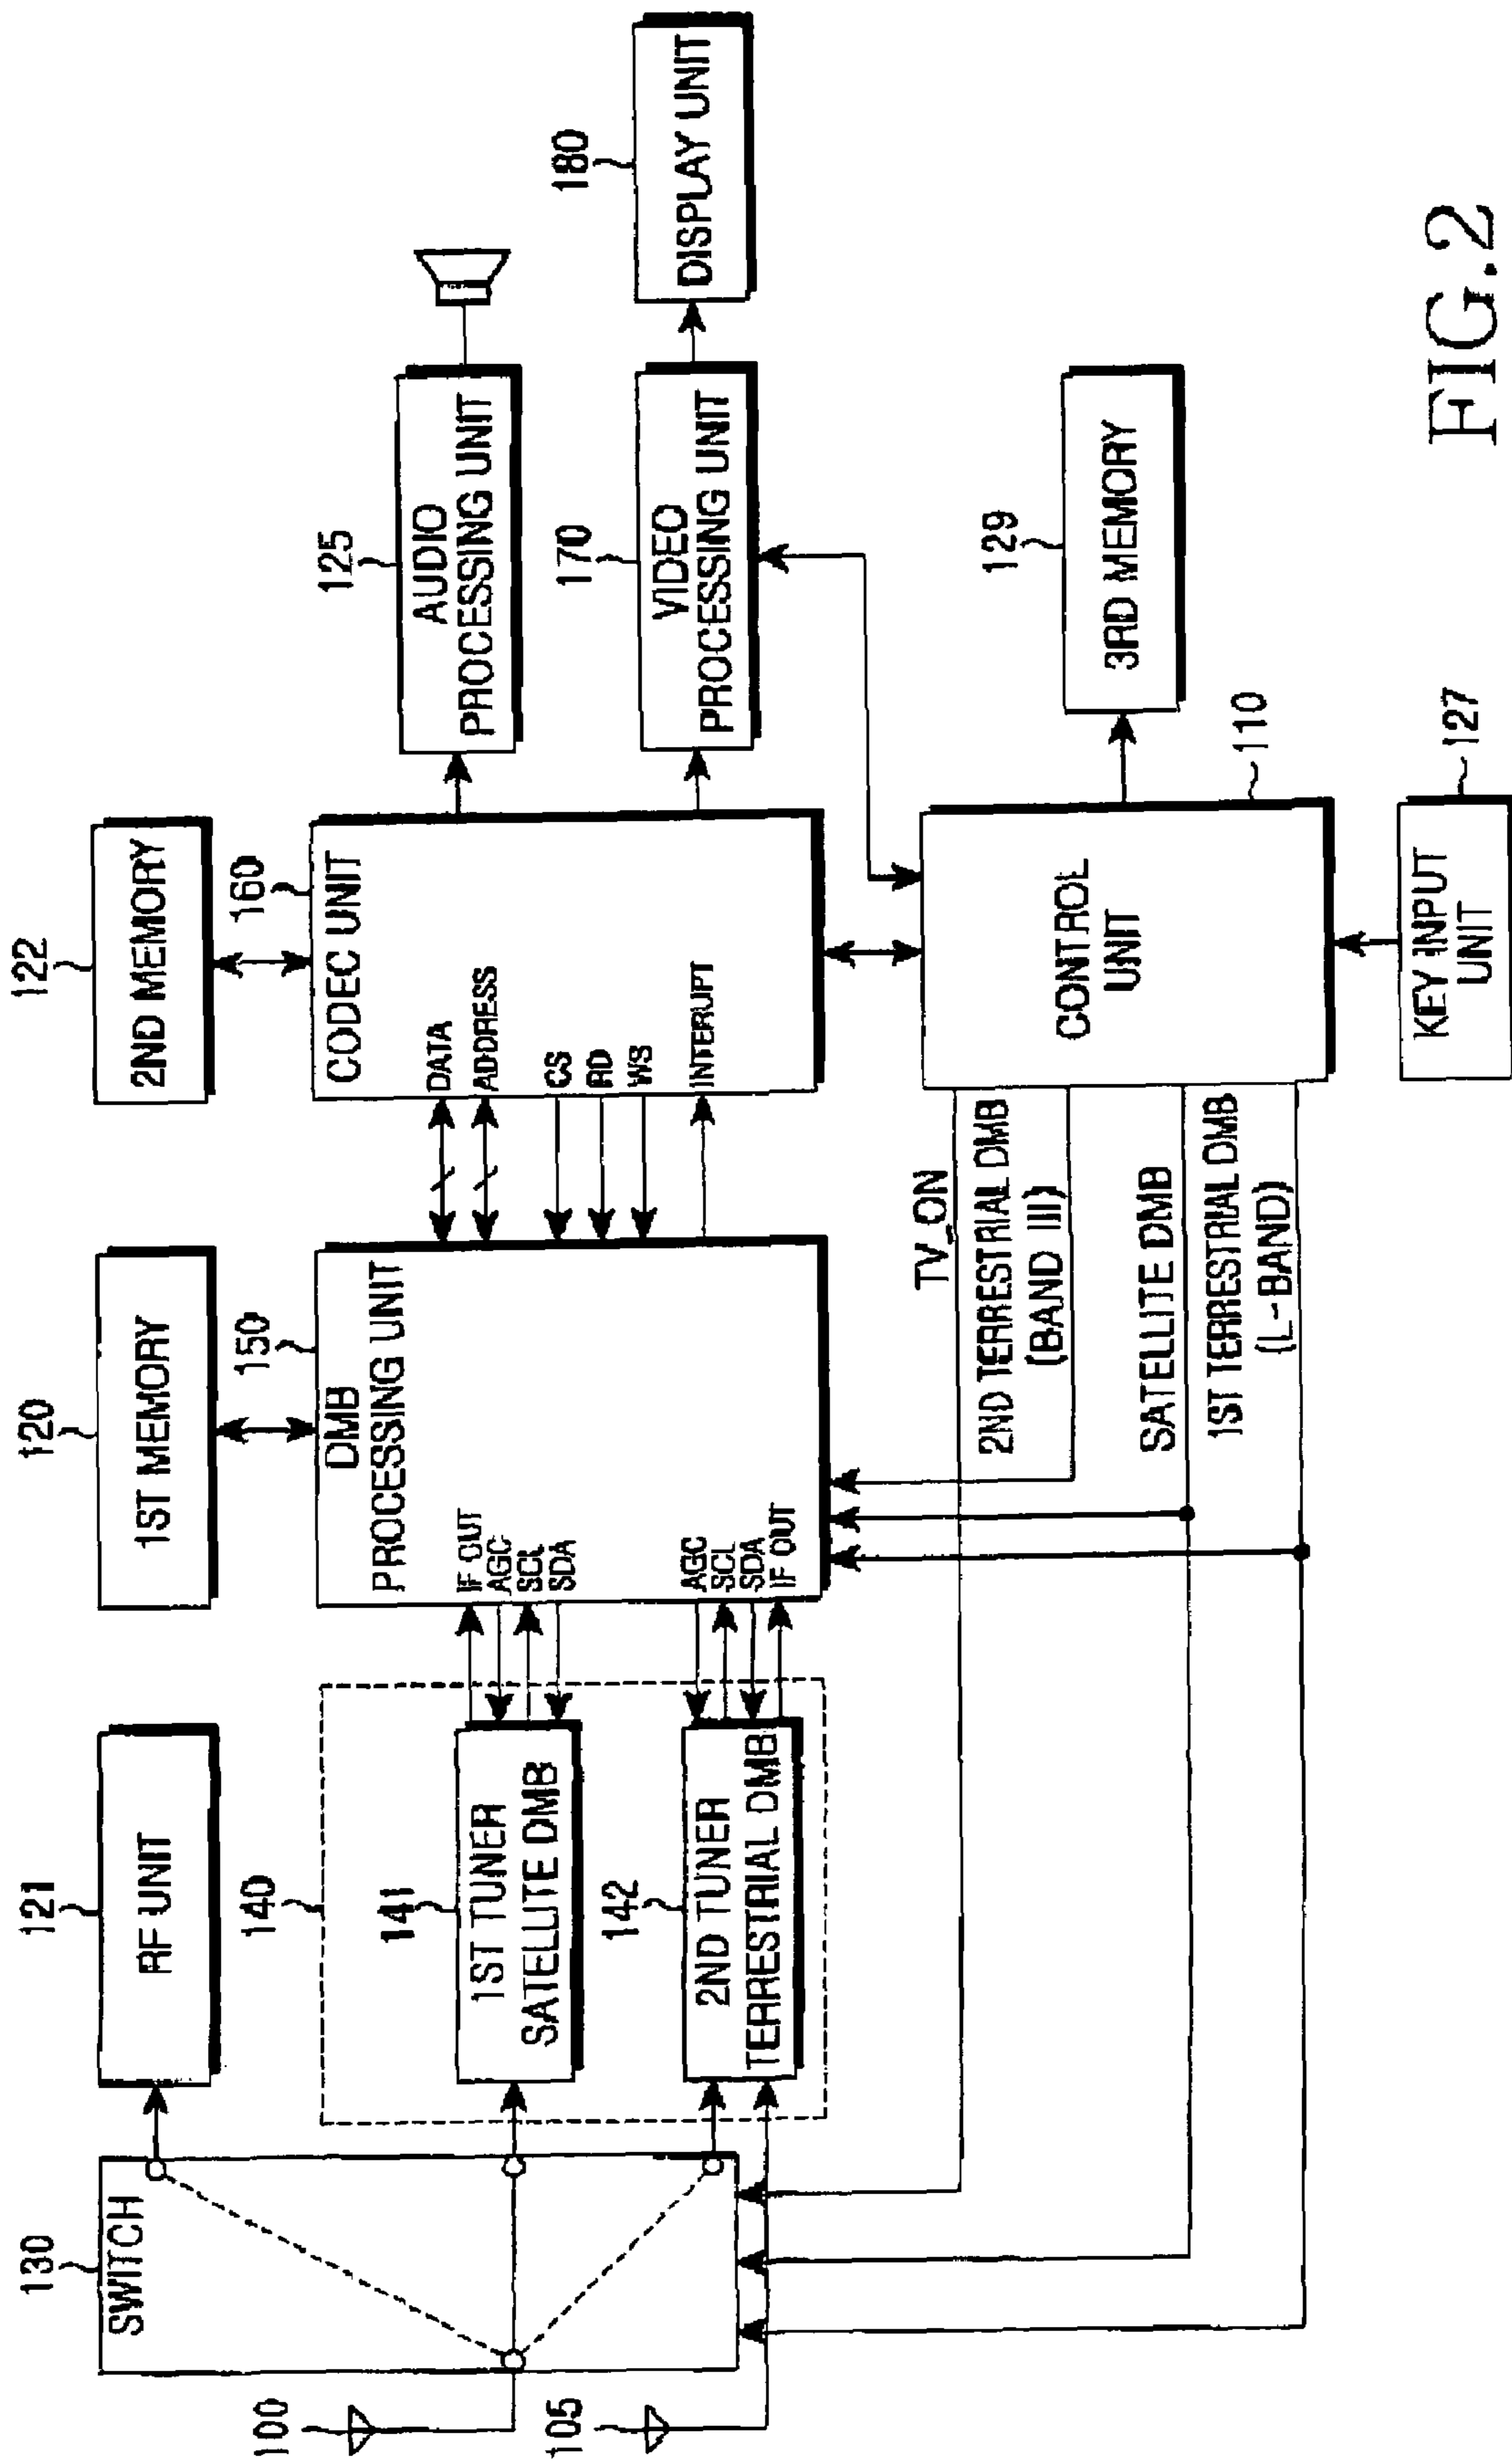 130
SWITCH
100
105
121
RF UNIT
140
141
1ST TUNER
SATELLITE DMB
142
2ND TUNER
TERRESTRIAL DMB
120
1ST MEMORY
150
DMB
PROCESSING UNIT
IF OUT
AGC
SCL
SDA
AGC
SCL
SDA
IF OUT
122
2ND MEMORY
160
CODEC UNIT
DATA
ADDRESS
CS
RD
WS
INTERUPT
125
AUDIO
PROCESSING UNIT
170
VIDEO
PROCESSING UNIT
180
DISPLAY UNIT
TV_ON
2ND TERRESTRIAL DMB
(BAND III)
SATELLITE DMB
1ST TERRESTRIAL DMB
(L-BAND)
CONTROL
UNIT
110
129
3RD MEMORY
KEY INPUT
UNIT
127
FIG.2